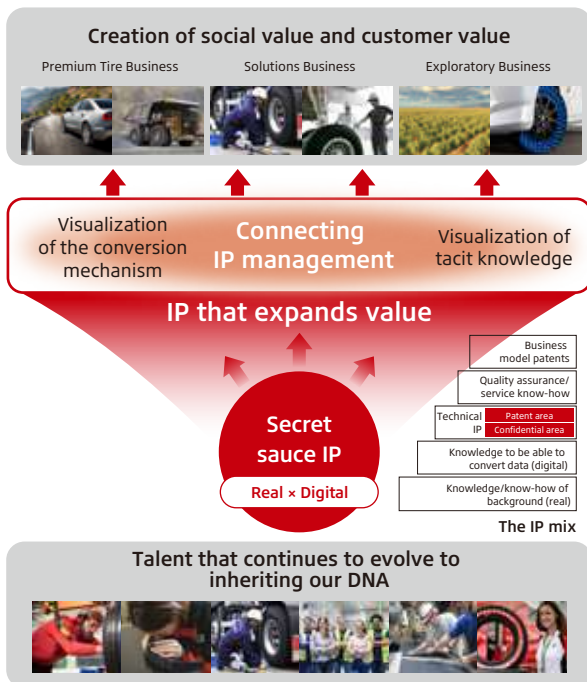 Creation of social value and customer value
Premium Tire Business
Solutions Business
Exploratory Business
Visualization
of the conversion
mechanism
Connecting
IP management
Visualization of
tacit knowledge
IP that expands value
Business
model patents
Quality assurance/
service know-how
Technical
IP
Patent area
Confidential area
Knowledge to be able to
convert data (digital)
Knowledge/know-how of
background (real)
The IP mix
Secret
sauce IP
Real × Digital
Talent that continues to evolve to
inheriting our DNA